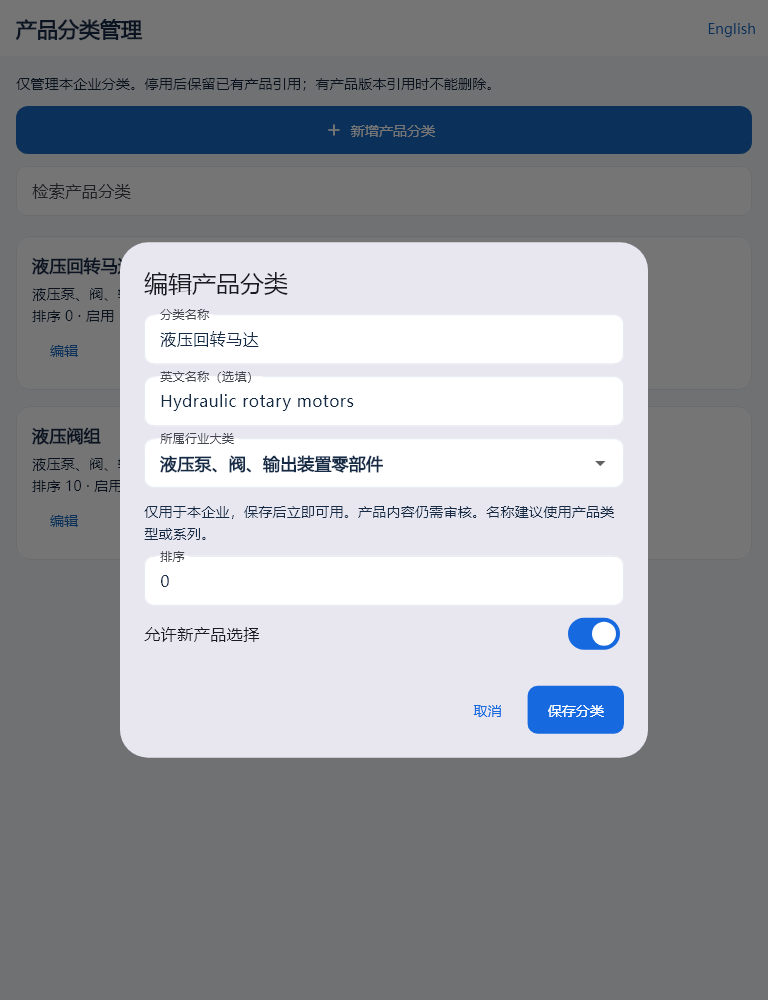 产品分类管理
English
仅管理本企业分类。停用后保留已有产品引用；有产品版本引用时不能删除。
+ 新增产品分类
检索产品分类
液压回转马
液压泵、阀、
排序 0 · 启用
编辑
液压阀组
液压泵、阀、
排序 10 · 启用
编辑
编辑产品分类
分类名称
液压回转马达
英文名称（选填）
Hydraulic rotary motors
所属行业大类
液压泵、阀、输出装置零部件
仅用于本企业，保存后立即可用。产品内容仍需审核。名称建议使用产品类
型或系列。
排序
0
允许新产品选择
取消
保存分类